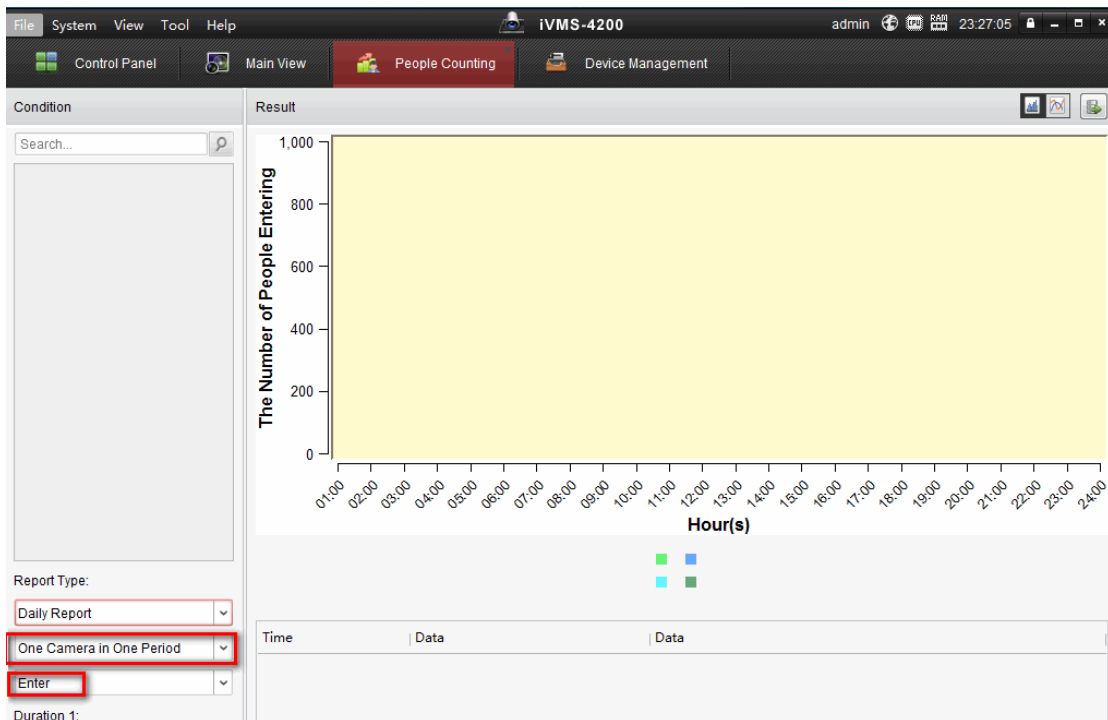 File System View Tool Help iVMS-4200 admin CPU RAM 23:27:05
Control Panel Main View People Counting Device Management
Condition
Result
Search...
The Number of People Entering
1,000
800
600
400
200
0
01:00 02:00 03:00 04:00 05:00 06:00 07:00 08:00 09:00 10:00 11:00 12:00 13:00 14:00 15:00 16:00 17:00 18:00 19:00 20:00 21:00 22:00 23:00 24:00
Hour(s)
Report Type:
Daily Report
One Camera in One Period
Enter
Duration 1:
Time Data Data